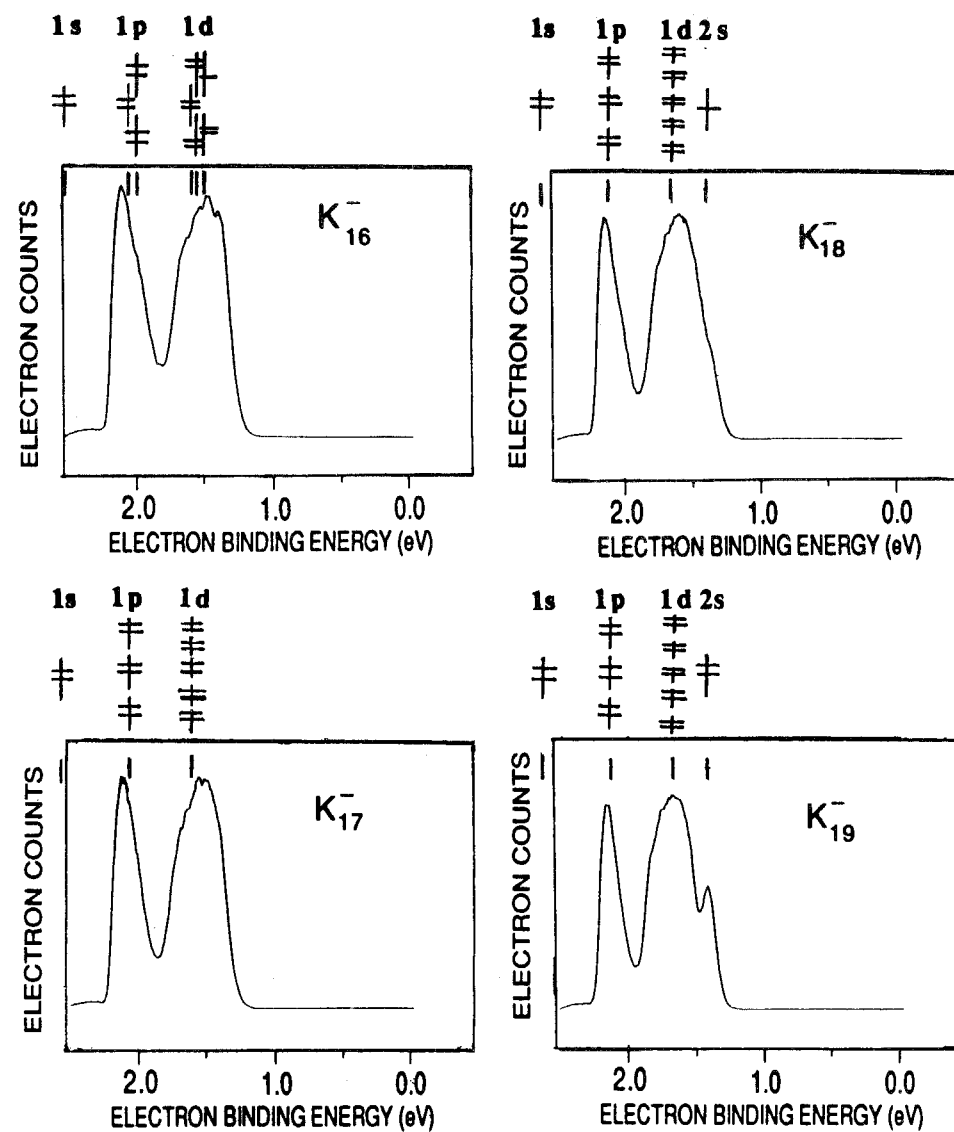 1s 1p 1d
ELECTRON COUNTS
K16-
2.0 1.0 0.0
ELECTRON BINDING ENERGY (eV)
1s 1p 1d 2s
ELECTRON COUNTS
K18-
2.0 1.0 0.0
ELECTRON BINDING ENERGY (eV)
1s 1p 1d
ELECTRON COUNTS
K17-
2.0 1.0 0.0
ELECTRON BINDING ENERGY (eV)
1s 1p 1d 2s
ELECTRON COUNTS
K19-
2.0 1.0 0.0
ELECTRON BINDING ENERGY (eV)